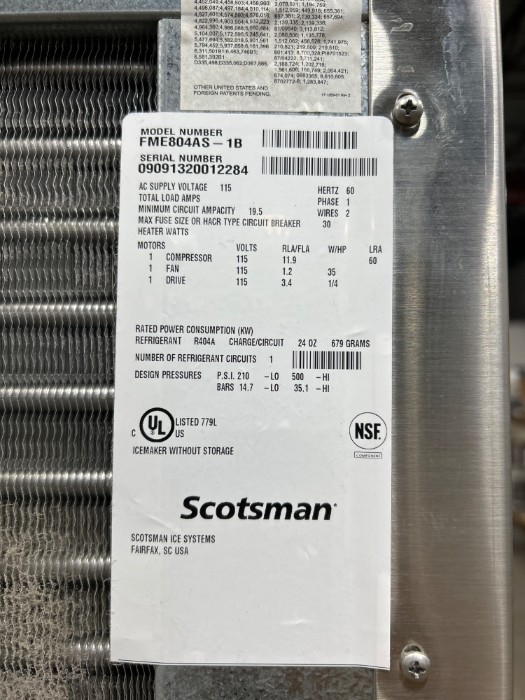 OTHER UNITED STATES AND
FOREIGN PATENTS PENDING.
MODEL NUMBER
FME804AS-1B
SERIAL NUMBER
09091320012284
AC SUPPLY VOLTAGE 115 HERTZ 60
TOTAL LOAD AMPS PHASE 1
MINIMUM CIRCUIT AMPACITY 19.5 WIRES 2
MAX FUSE SIZE OR HACR TYPE CIRCUIT BREAKER 30
HEATER WATTS
MOTORS VOLTS RLA/FLA W/HP LRA
1 COMPRESSOR 115 11.9 60
1 FAN 115 1.2 35
1 DRIVE 115 3.4 1/4
RATED POWER CONSUMPTION (KW)
REFRIGERANT R404A CHARGE/CIRCUIT 24 OZ 679 GRAMS
NUMBER OF REFRIGERANT CIRCUITS 1
DESIGN PRESSURES P.S.I. 210 -LO 500 -HI
BARS 14.7 -LO 35.1 -HI
C UL US LISTED 779L
NSF.
COMPONENT
ICEMAKER WITHOUT STORAGE
Scotsman
SCOTSMAN ICE SYSTEMS
FAIRFAX, SC USA